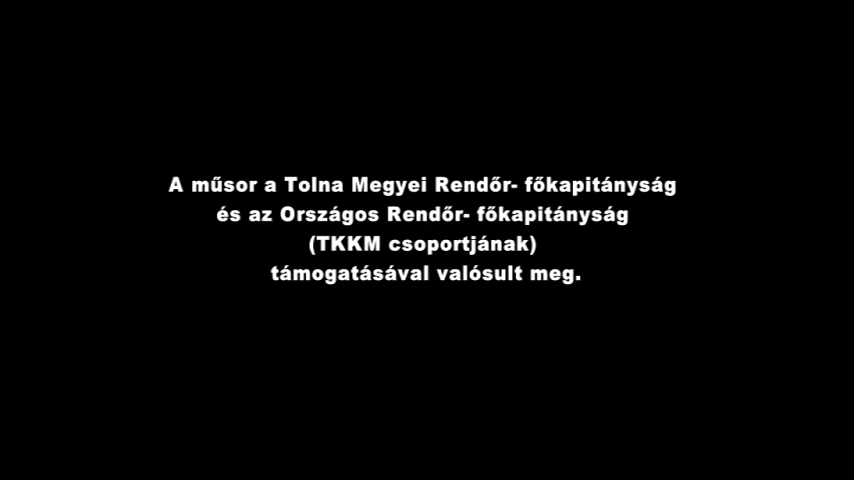 A műsor a Tolna Megyei Rendőr- főkapitányság
és az Országos Rendőr- főkapitányság
(TKKM csoportjának)
támogatásával valósult meg.